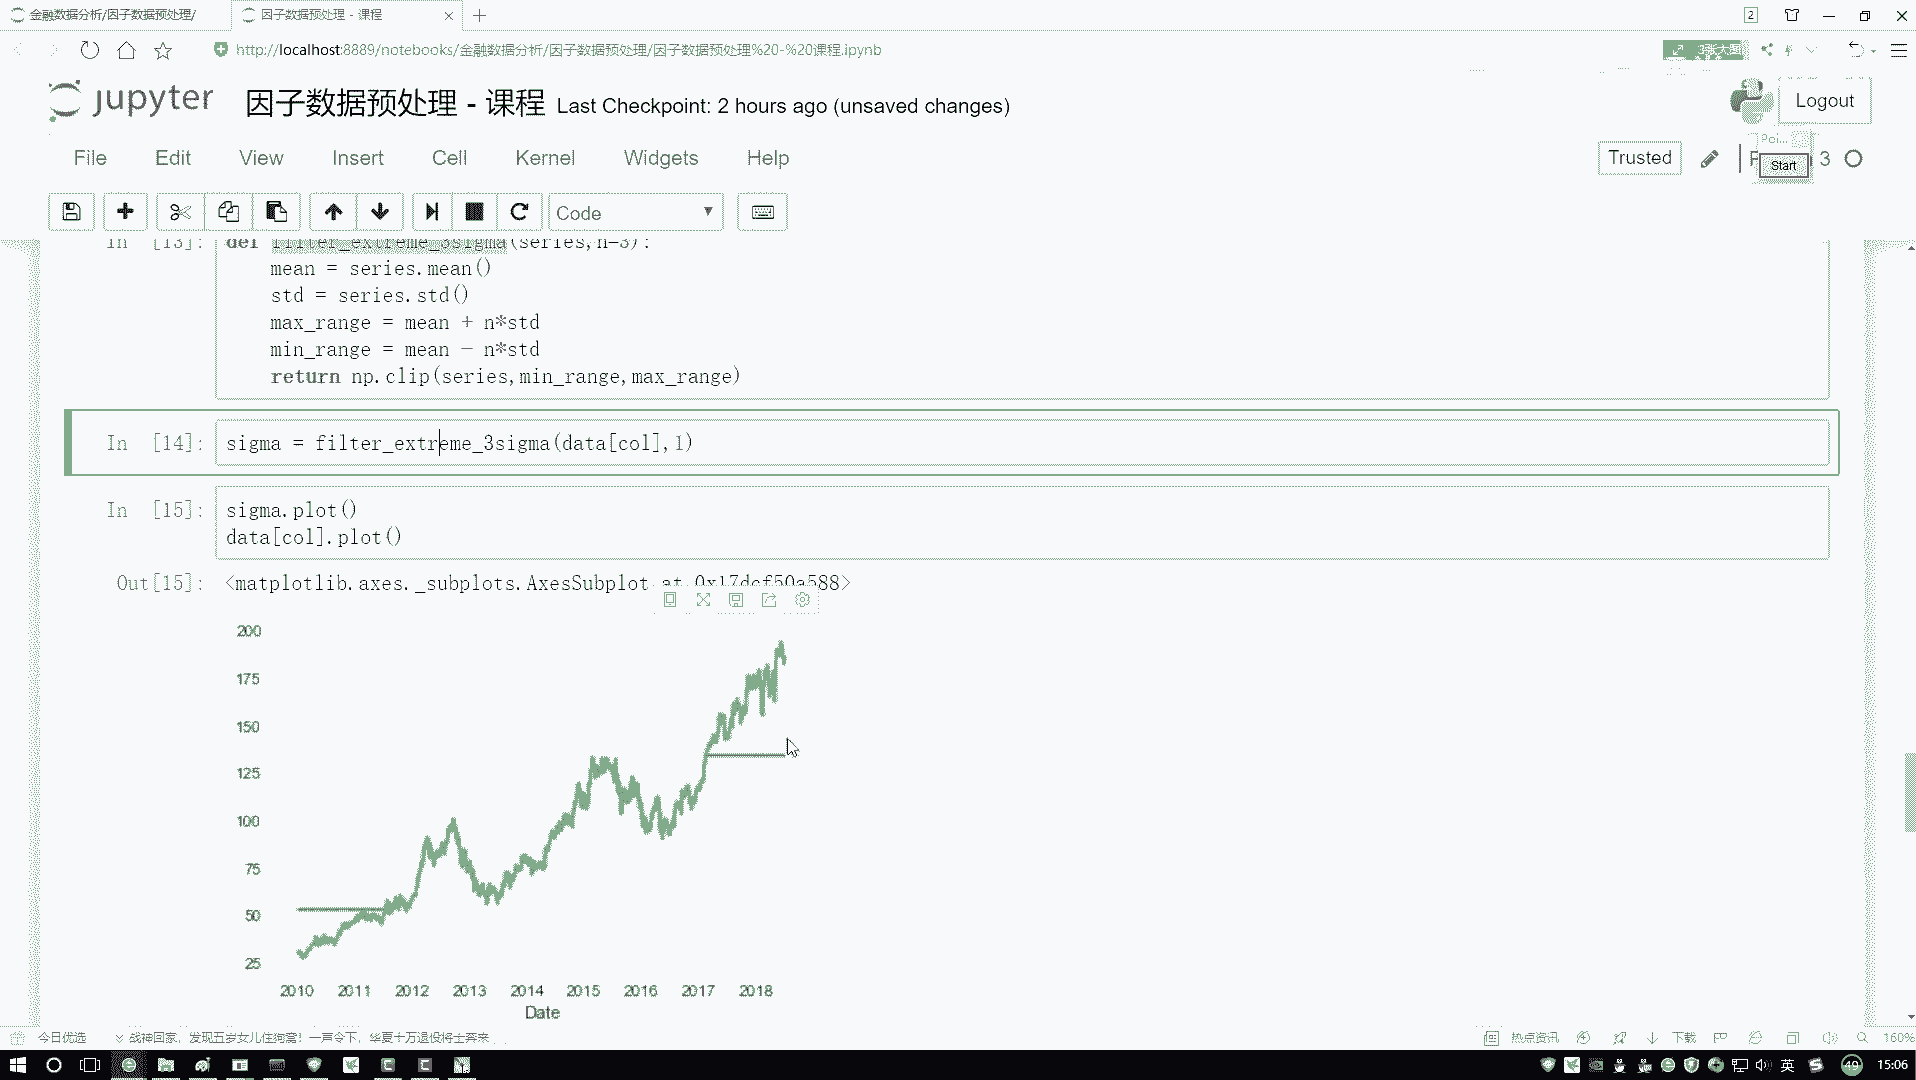 金融数据分析/因子数据预处理/
因子数据预处理 - 课程
2
http://localhost:8889/notebooks/金融数据分析/因子数据预处理/因子数据预处理%20-%20课程.ipynb
3张大图
jupyter
因子数据预处理 - 课程
Last Checkpoint: 2 hours ago (unsaved changes)
Logout
File
Edit
View
Insert
Cell
Kernel
Widgets
Help
Trusted
Poi...
Start
3
Code
In [13]:
def filter_extreme_3sigma(series,n=3):
mean = series.mean()
std = series.std()
max_range = mean + n*std
min_range = mean - n*std
return np.clip(series,min_range,max_range)
In [14]:
sigma = filter_extreme_3sigma(data[col],1)
In [15]:
sigma.plot()
data[col].plot()
Out[15]:
<matplotlib.axes._subplots.AxesSubplot at 0x17dcf50a588>
200
175
150
125
100
75
50
25
2010 2011 2012 2013 2014 2015 2016 2017 2018
Date
今日优选
战神回家，发现五岁女儿住狗窝！一声令下，华夏十万退役将士奔来
热点资讯
下载
160%
英
49
15:06